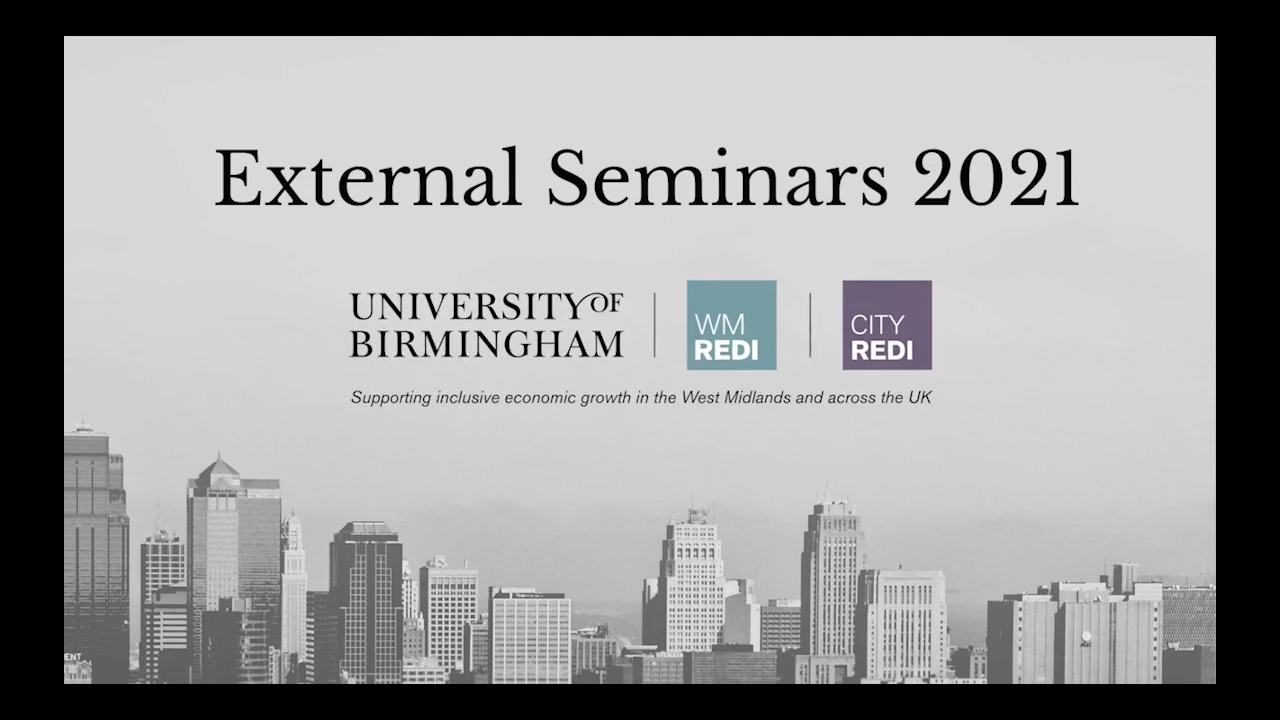 External Seminars 2021
UNIVERSITY OF
BIRMINGHAM
WM
REDI
CITY
REDI
Supporting inclusive economic growth in the West Midlands and across the UK
ENT